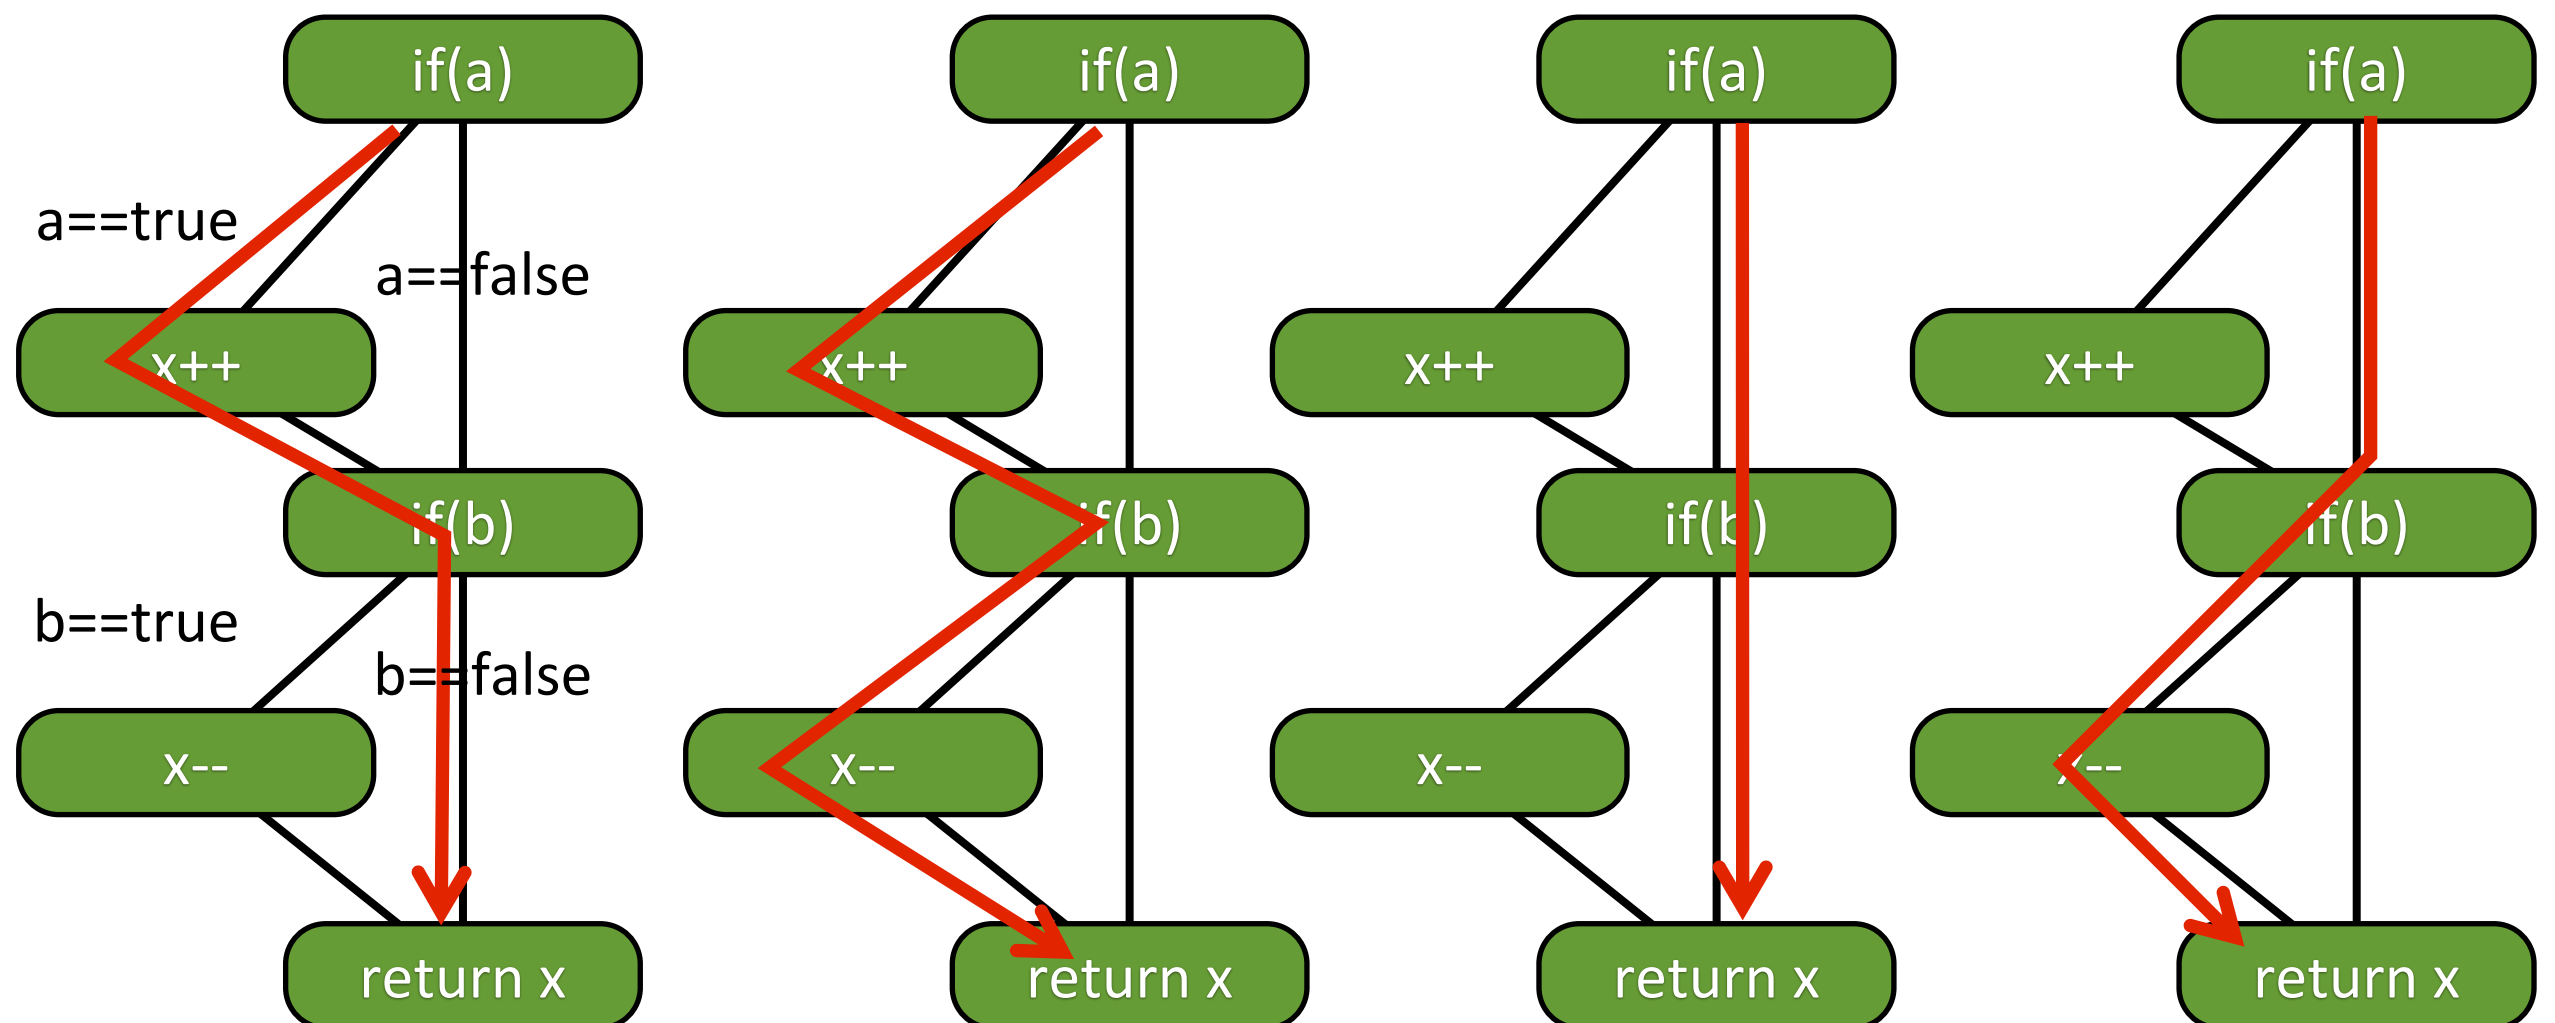 if(a)
a==true
a==false
x++
if(b)
b==true
b==false
x--
return x
if(a)
x++
if(b)
x--
return x
if(a)
x++
if(b)
x--
return x
if(a)
x++
if(b)
x--
return x